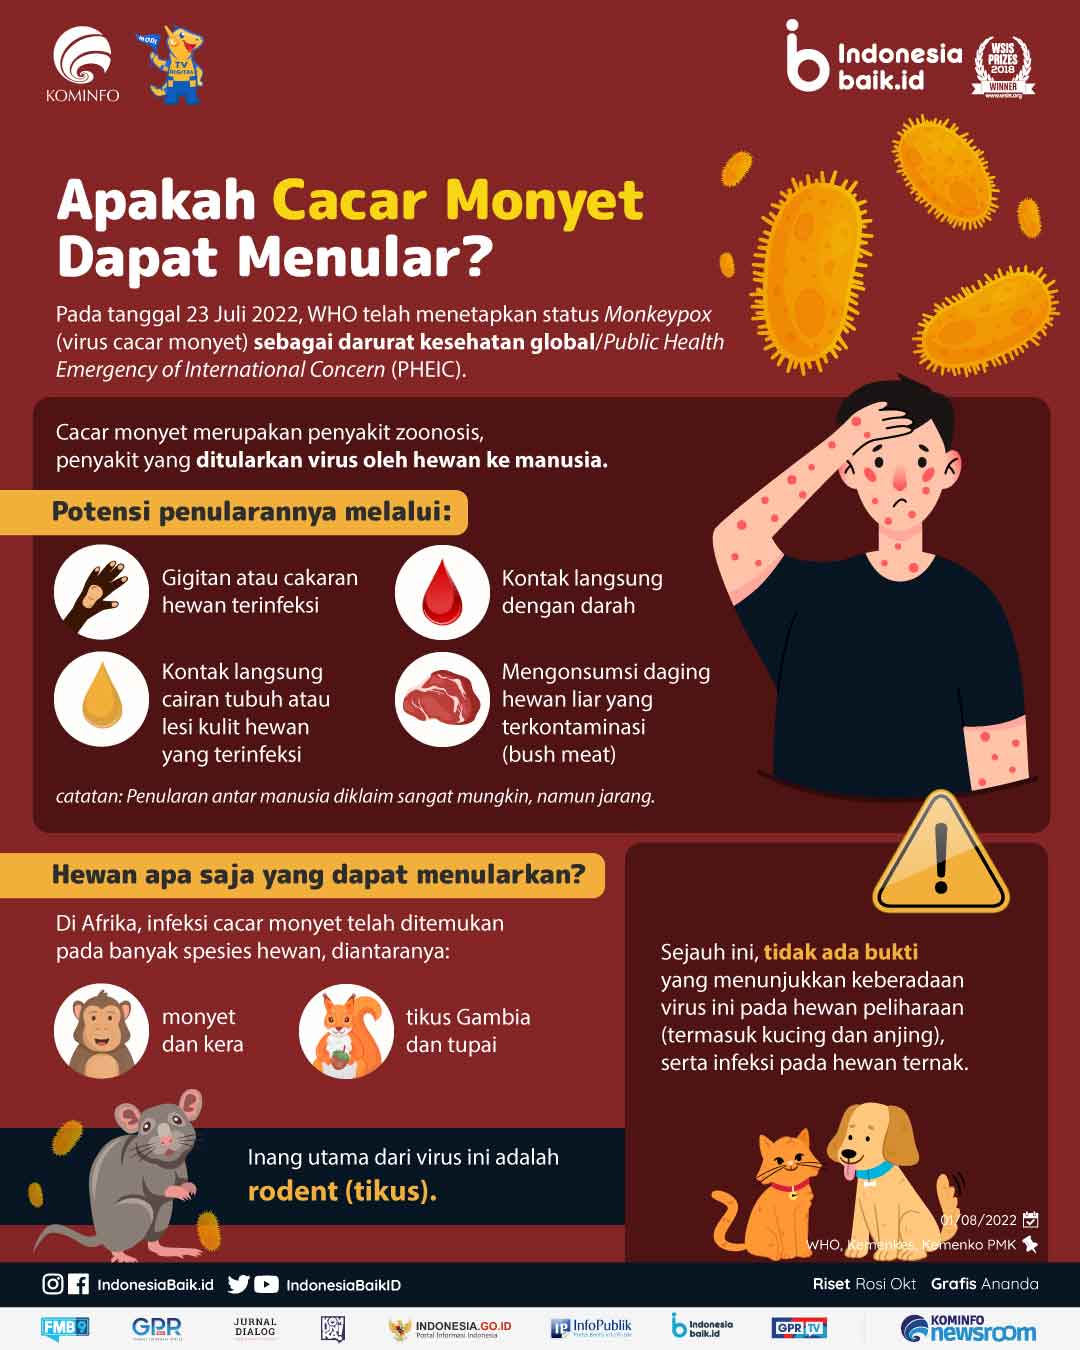 KOMINFO
MODI
TV
DIGITAL
Indonesia
baik.id
WSIS
PRIZES
2018
WINNER
Apakah Cacar Monyet
Dapat Menular?
Pada tanggal 23 Juli 2022, WHO telah menetapkan status Monkeypox
(virus cacar monyet) sebagai darurat kesehatan global/Public Health
Emergency of International Concern (PHEIC).
Cacar monyet merupakan penyakit zoonosis,
penyakit yang ditularkan virus oleh hewan ke manusia.
Potensi penularannya melalui:
Gigitan atau cakaran
hewan terinfeksi
Kontak langsung
dengan darah
Kontak langsung
cairan tubuh atau
lesi kulit hewan
yang terinfeksi
Mengonsumsi daging
hewan liar yang
terkontaminasi
(bush meat)
catatan: Penularan antar manusia diklaim sangat mungkin, namun jarang.
Hewan apa saja yang dapat menularkan?
Di Afrika, infeksi cacar monyet telah ditemukan
pada banyak spesies hewan, diantaranya:
monyet
dan kera
tikus Gambia
dan tupai
Inang utama dari virus ini adalah
rodent (tikus).
Sejauh ini, tidak ada bukti
yang menunjukkan keberadaan
virus ini pada hewan peliharaan
(termasuk kucing dan anjing),
serta infeksi pada hewan ternak.
01/08/2022
WHO, Kemenkes, Kemenko PMK
IndonesiaBaik.id
IndonesiaBaikID
Riset Rosi Okt Grafis Ananda
FMB9
GPR
JURNAL
DIALOG
INDONESIA.GO.ID
Portal Informasi Indonesia
InfoPublik
Indonesia
baik.id
GPR TV
KOMINFO
newsroom